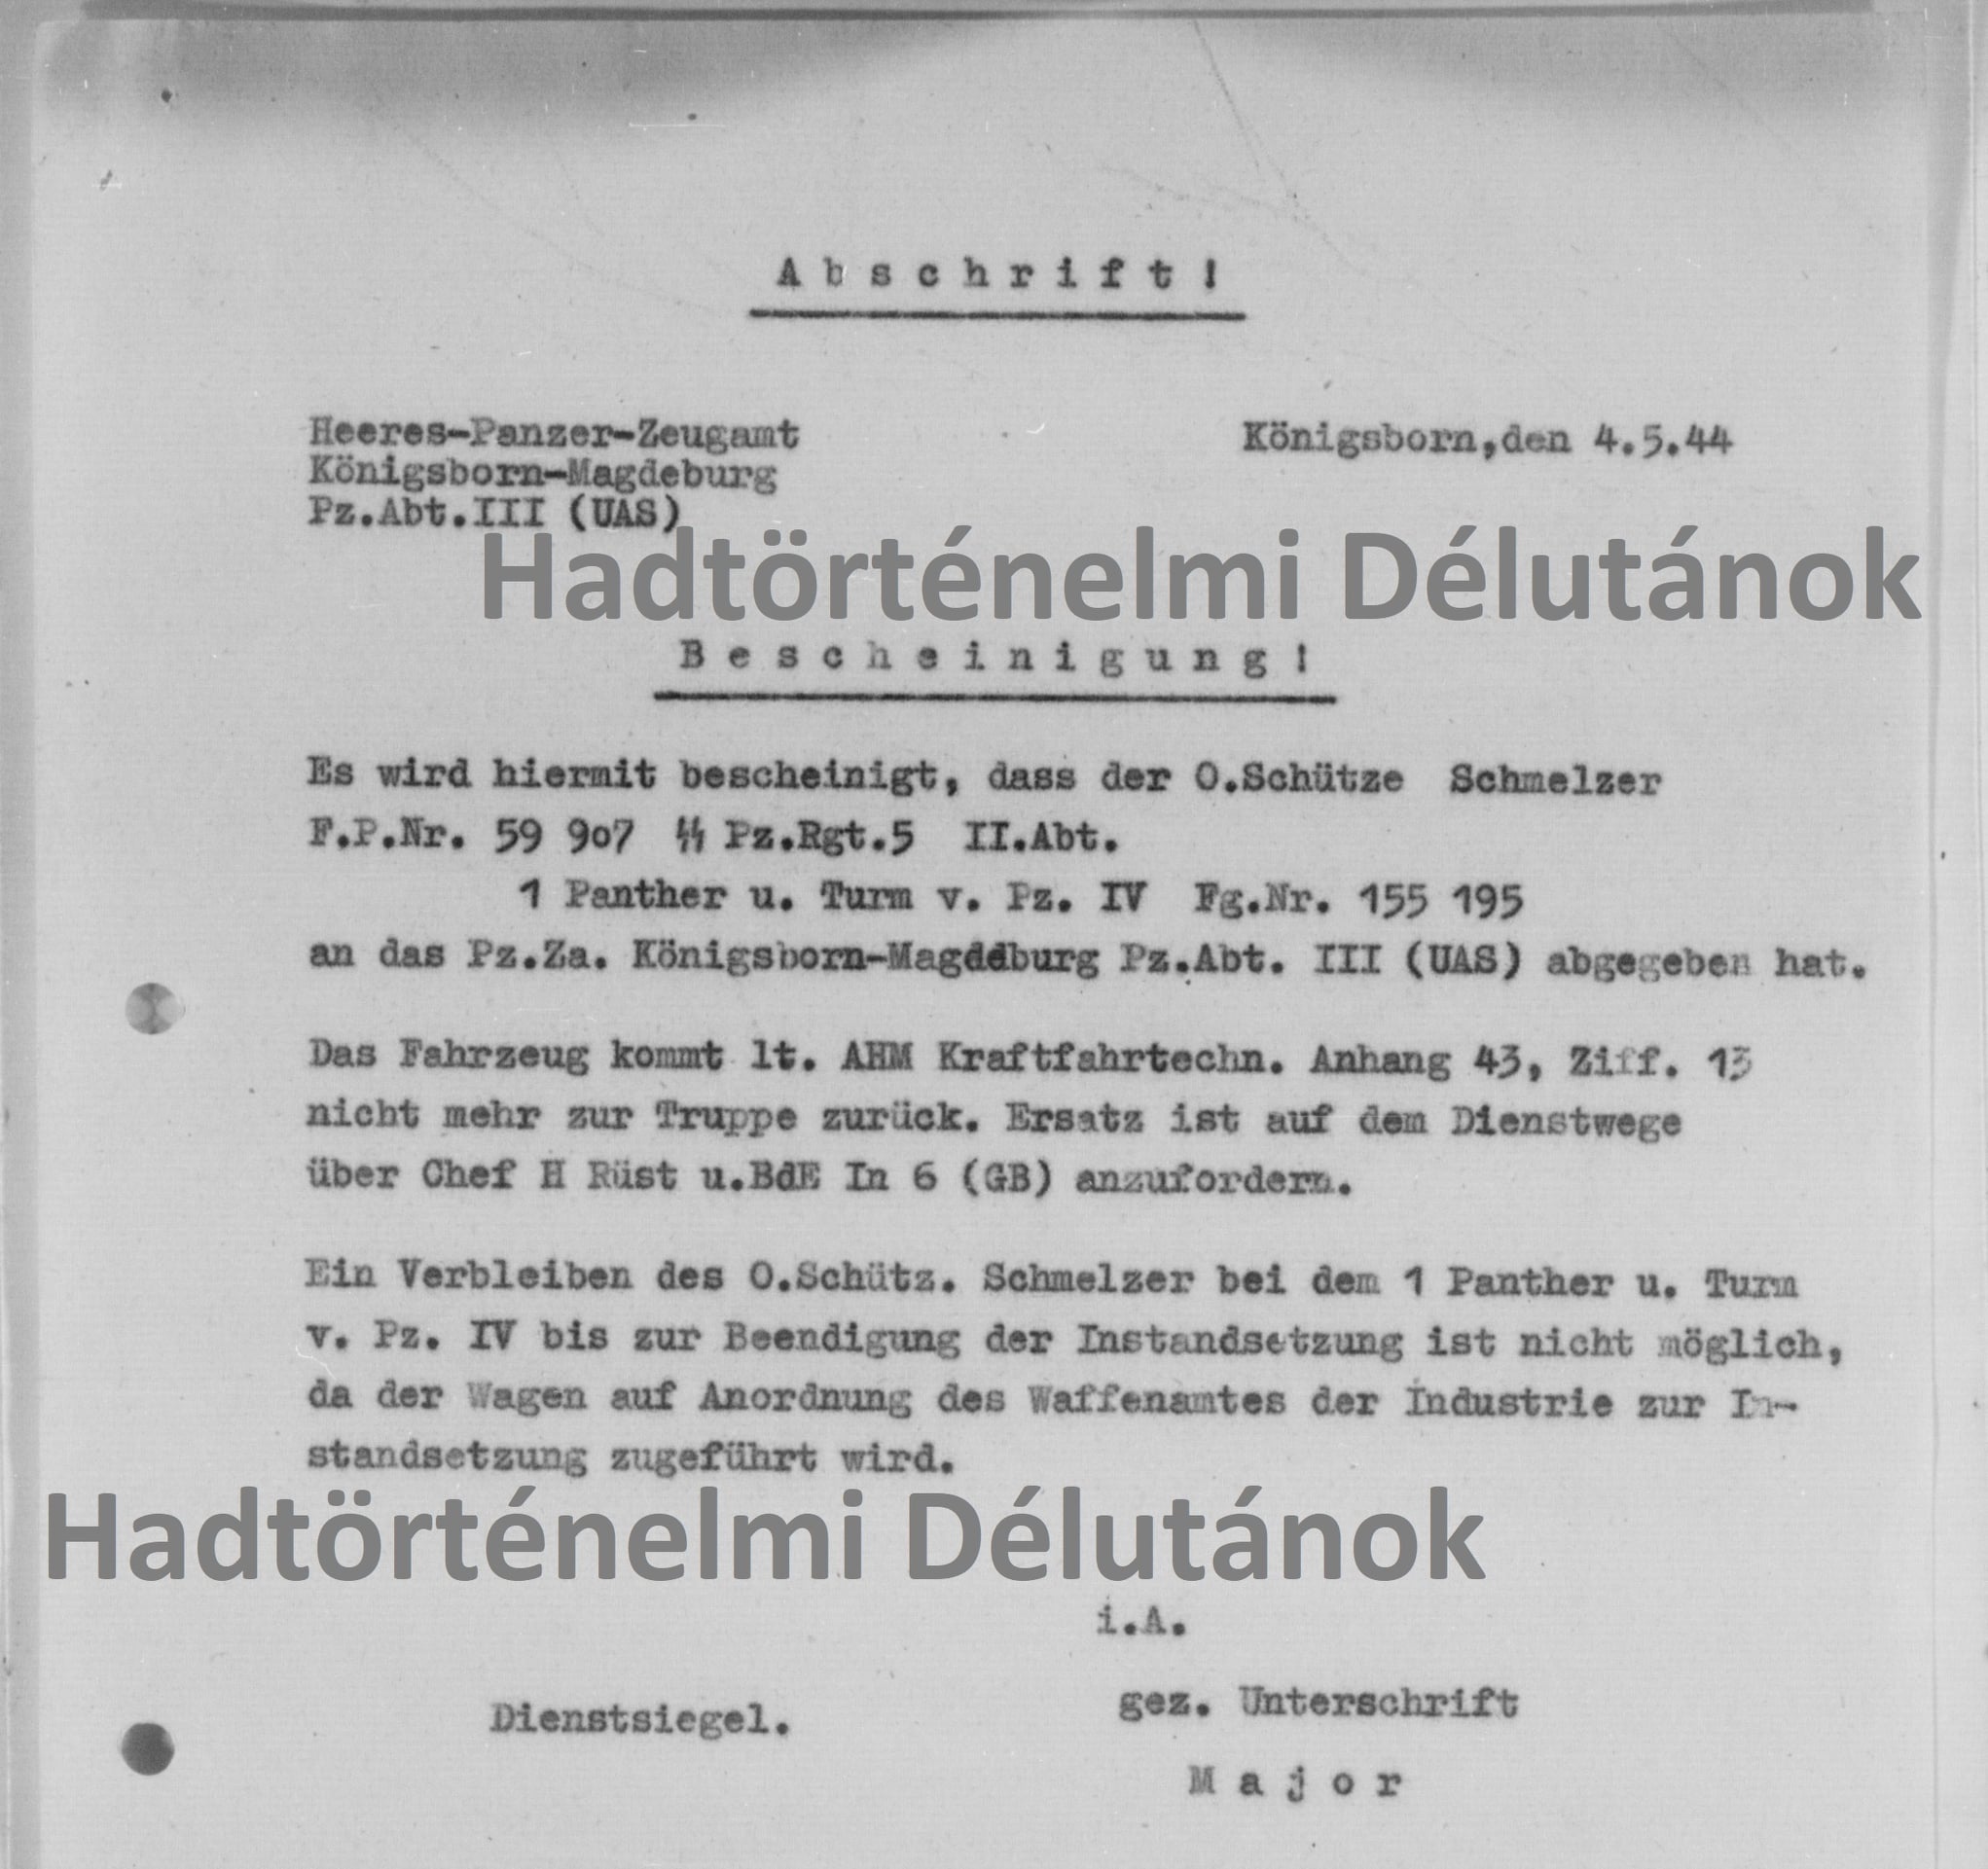 Abschrift!
Heeres-Panzer-Zeugamt
Königsborn-Magdeburg
Pz.Abt.III (UAS)
Königsborn,den 4.5.44
Hadtörténelmi Délutánok
Bescheinigung!
Es wird hiermit bescheinigt, dass der O.Schütze Schmelzer
F.P.Nr. 59 907 ᛋᛋ Pz.Rgt.5 II.Abt.
1 Panther u. Turm v. Pz. IV Fg.Nr. 155 195
an das Pz.Za. Königsborn-Magddburg Pz.Abt. III (UAS) abgegeben hat.
Das Fahrzeug kommt lt. AHM Kraftfahrtechn. Anhang 43, Ziff. 13
nicht mehr zur Truppe zurück. Ersatz ist auf dem Dienstwege
über Chef H Rüst u.BdE In 6 (GB) anzufordern.
Ein Verbleiben des O.Schütz. Schmelzer bei dem 1 Panther u. Turm
v. Pz. IV bis zur Beendigung der Instandsetzung ist nicht möglich,
da der Wagen auf Anordnung des Waffenamtes der Industrie zur In-
standsetzung zugeführt wird.
Hadtörténelmi Délutánok
i.A.
gez. Unterschrift
Dienstsiegel.
Major